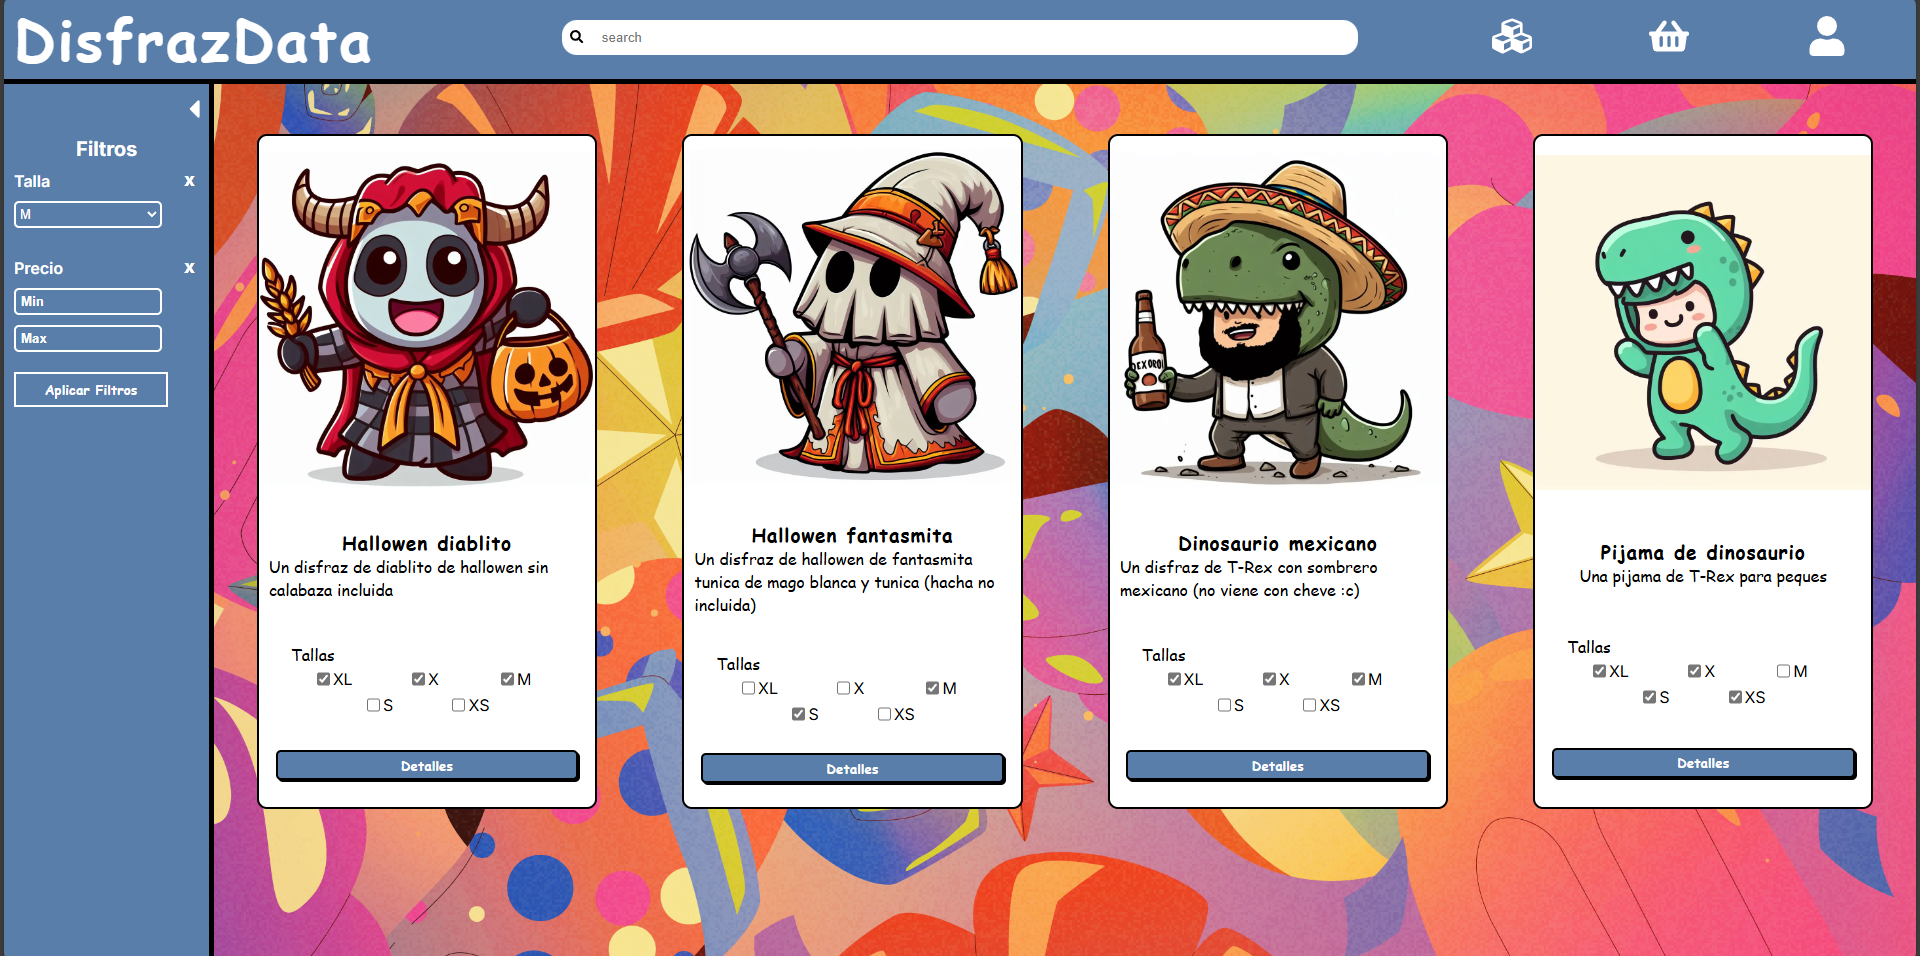 DisfrazData
search
Filtros
Talla x
M
Precio x
Min
Max
Aplicar Filtros
Hallowen diablito
Un disfraz de diablito de hallowen sin
calabaza incluida
Tallas
XL X M
S XS
Detalles
Hallowen fantasmita
Un disfraz de hallowen de fantasmita
tunica de mago blanca y tunica (hacha no
incluida)
Tallas
XL X M
S XS
Detalles
EXOROI
Dinosaurio mexicano
Un disfraz de T-Rex con sombrero
mexicano (no viene con cheve :c)
Tallas
XL X M
S XS
Detalles
Pijama de dinosaurio
Una pijama de T-Rex para peques
Tallas
XL X M
S XS
Detalles